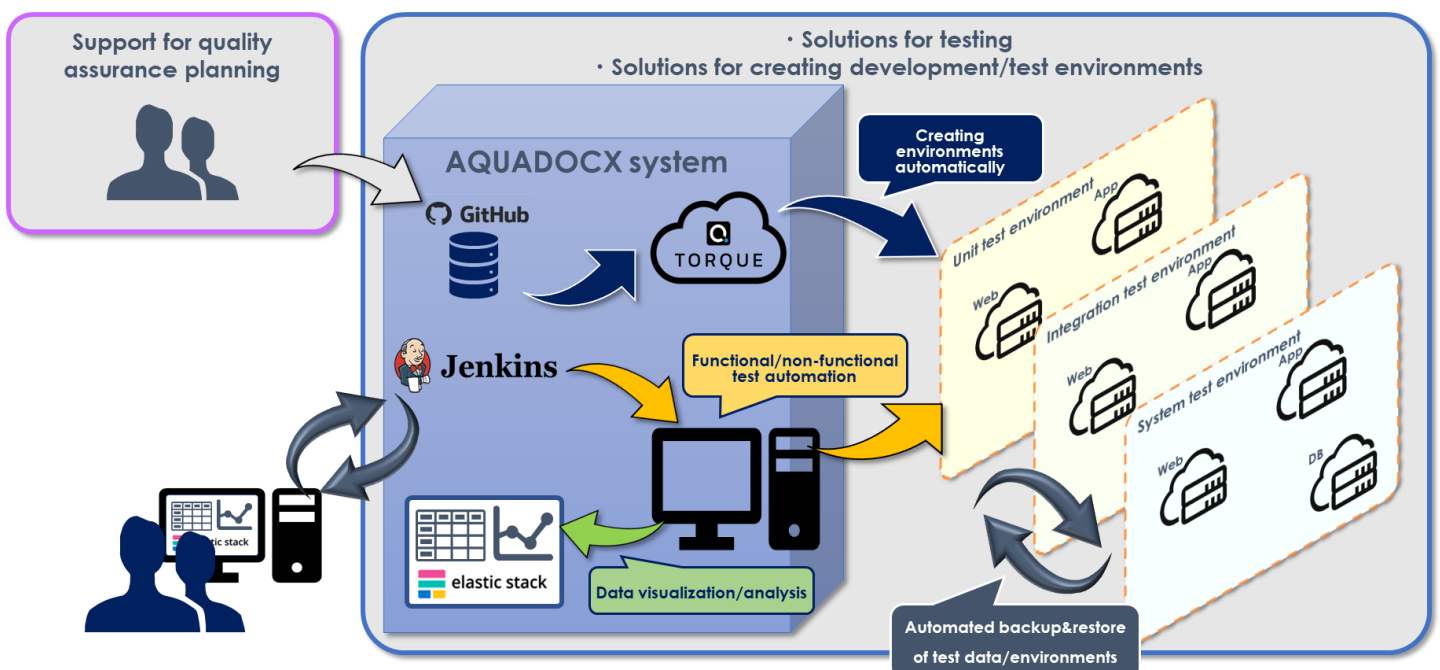 Support for quality
assurance planning
・Solutions for testing
・Solutions for creating development/test environments
AQUADOCX system
GitHub
TORQUE
Creating
environments
automatically
Unit test environment
App
Web
Integration test environment
App
Web
System test environment
App
Web
DB
Jenkins
Functional/non-functional
test automation
elastic stack
Data visualization/analysis
stic stack
Automated backup&restore
of test data/environments